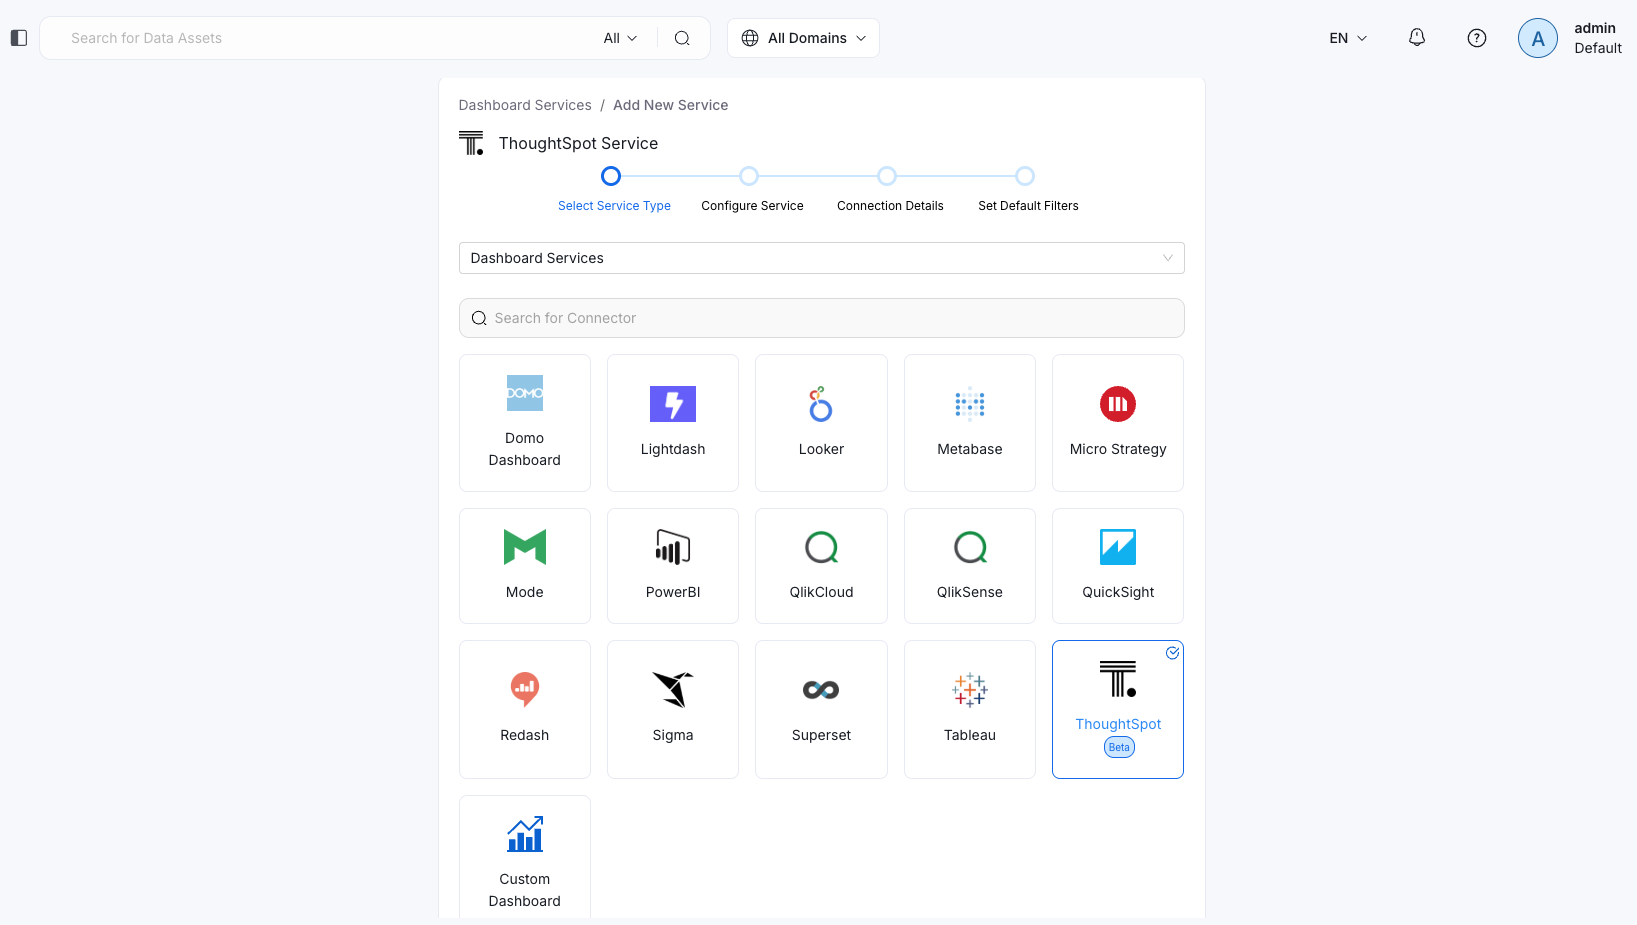 Search for Data Assets
All
All Domains
EN
A
admin
Default
Dashboard Services / Add New Service
ThoughtSpot Service
Select Service Type
Configure Service
Connection Details
Set Default Filters
Dashboard Services
Search for Connector
DOMO
Domo
Dashboard
Lightdash
Looker
Metabase
Micro Strategy
Mode
PowerBI
QlikCloud
QlikSense
QuickSight
Redash
Sigma
Superset
Tableau
ThoughtSpot
Beta
Custom
Dashboard